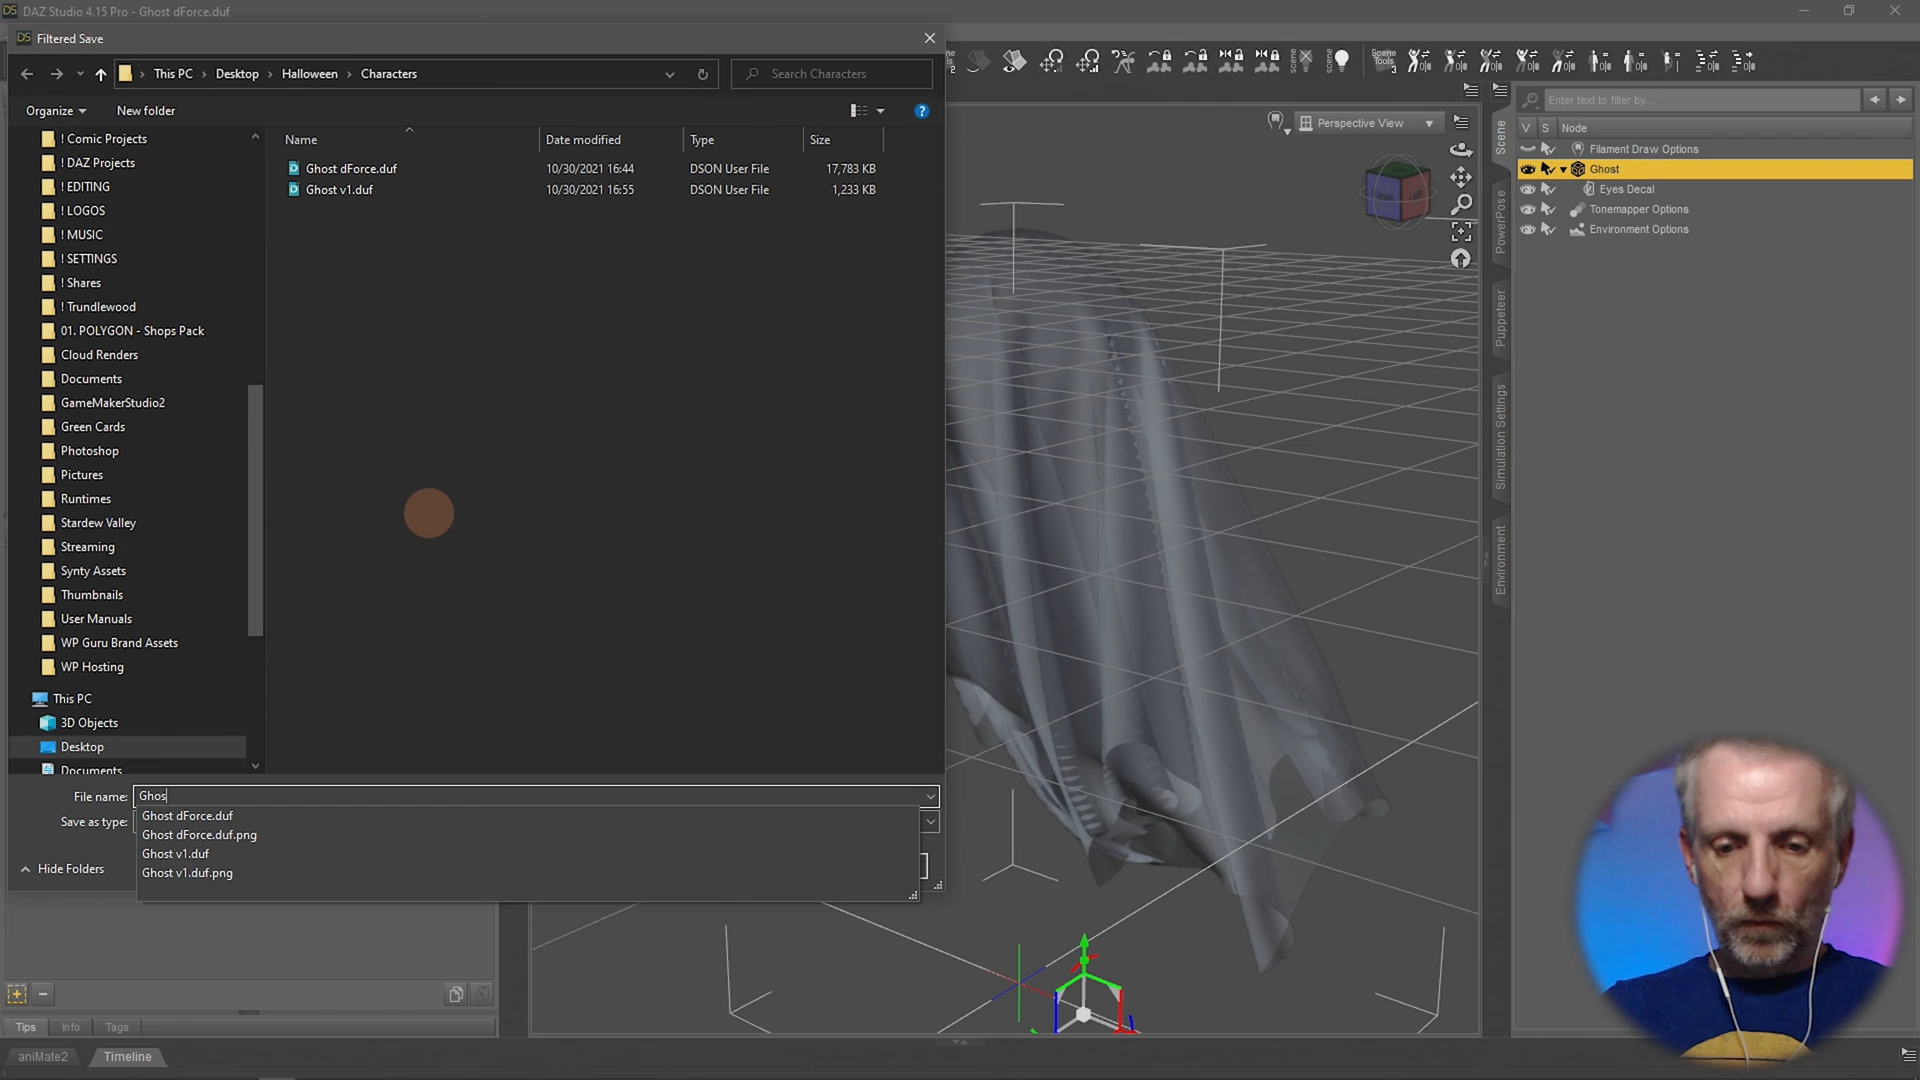 DAZ Studio 4.15 Pro - Ghost dForce.duf
Filtered Save
This PC
Desktop
Halloween
Characters
Search Characters
Organize
New folder
! Comic Projects
! DAZ Projects
! EDITING
! LOGOS
! MUSIC
! SETTINGS
! Shares
! Trundlewood
01. POLYGON - Shops Pack
Cloud Renders
Documents
GameMakerStudio2
Green Cards
Photoshop
Pictures
Runtimes
Stardew Valley
Streaming
Synty Assets
Thumbnails
User Manuals
WP Guru Brand Assets
WP Hosting
This PC
3D Objects
Desktop
Documents
Name Date modified Type Size
Ghost dForce.duf 10/30/2021 16:44 DSON User File 17,783 KB
Ghost v1.duf 10/30/2021 16:55 DSON User File 1,233 KB
File name: Ghos
Save as type:
Ghost dForce.duf
Ghost dForce.duf.png
Ghost v1.duf
Ghost v1.duf.png
Hide Folders
Tips Info Tags
aniMate2 Timeline
Perspective View
Left
Scene
Tools
3
Scene
PowerPose
Puppeteer
Simulation Settings
Environment
Enter text to filter by...
V S Node
Filament Draw Options
Ghost
Eyes Decal
Tonemapper Options
Environment Options